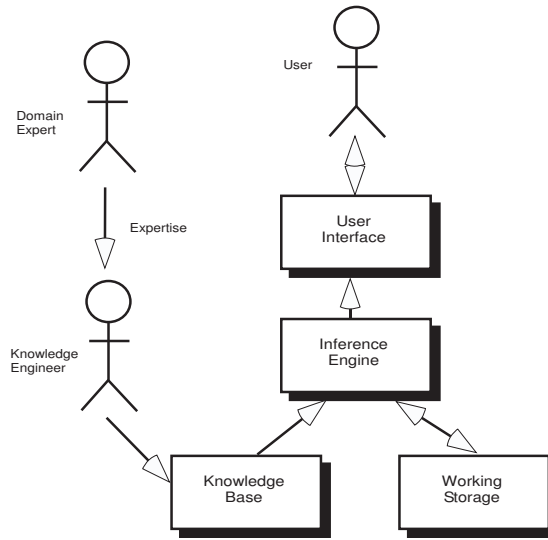 User
Domain
Expert
User
Interface
Expertise
Inference
Engine
Knowledge
Engineer
Knowledge
Base
Working
Storage